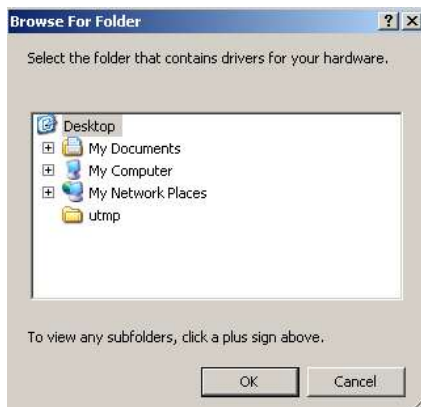 Browse For Folder
Select the folder that contains drivers for your hardware.
Desktop
My Documents
My Computer
My Network Places
utmp
To view any subfolders, click a plus sign above.
OK Cancel